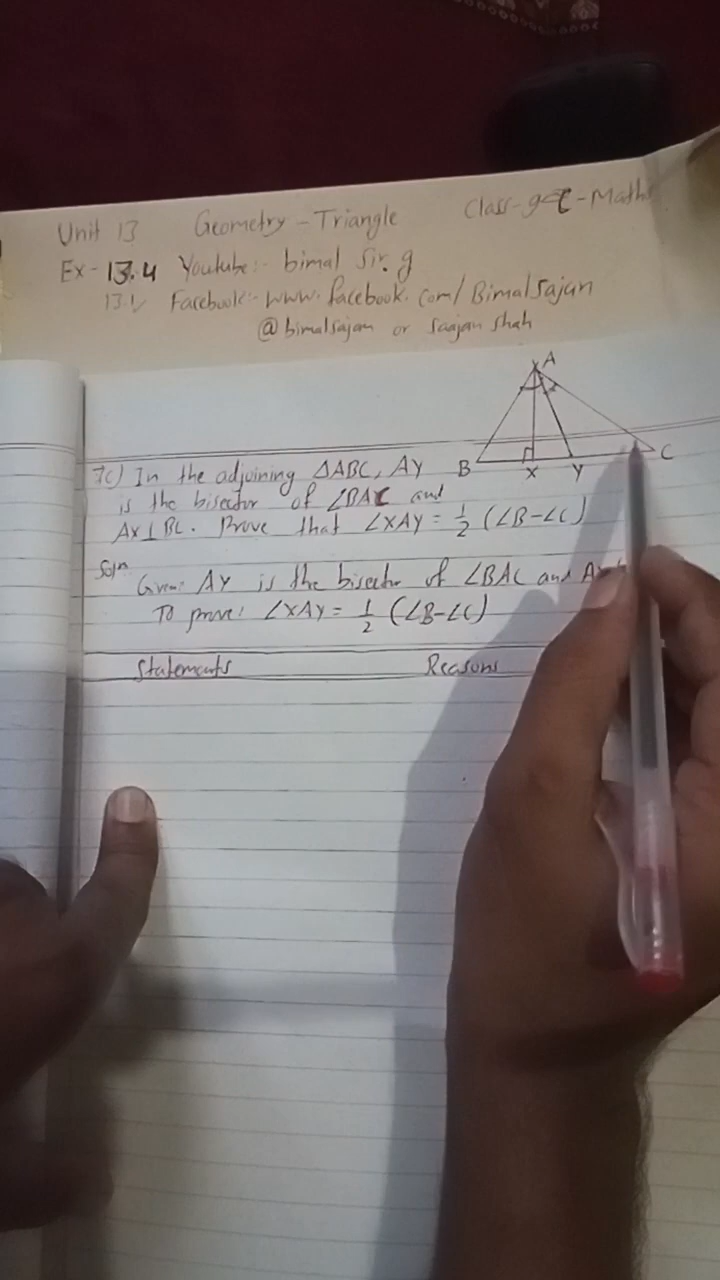 Unit 13 Geometry - Triangle Class - 9 - Maths
Ex - 13.4 Youtube:- bimal Sir. g
13.1 Facebook:- www.facebook.com/Bimalsajan
@bimalsajan or saajan shah
A
B X Y C
7c) In the adjoining ΔABC, AY
is the bisector of ∠BAC and
AX⊥BC. Prove that ∠XAY = 1/2 (∠B-∠C)
Soln
Given: AY is the bisector of ∠BAC and
To prove: ∠XAY = 1/2 (∠B-∠C)
Statements Reasons